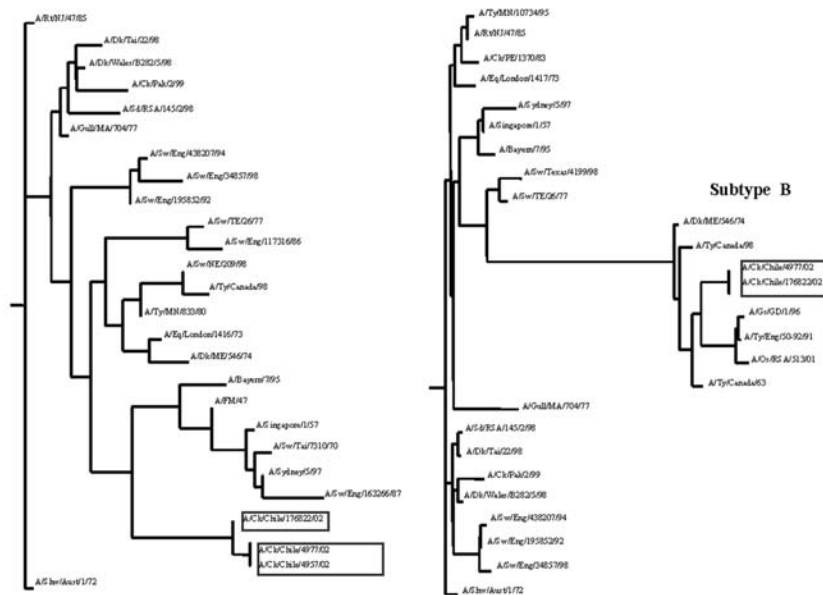 A/Rt/NJ/47/85
A/Dk/Tai/22/98
A/Dk/Wales/B282/5/98
A/Ck/Pak/2/99
A/Sd/RSA/145/2/98
A/Gull/MA/704/77
A/Sw/Eng/438207/94
A/Sw/Eng/34857/98
A/Sw/Eng/195852/92
A/Sw/TE/26/77
A/Sw/Eng/117316/86
A/Sw/NE/209/98
A/Ty/Canada/98
A/Ty/MN/833/80
A/Eq/London/1416/73
A/Dk/ME/546/74
A/Bayern/7/95
A/FM/47
A/Singapore/1/57
A/Sw/Tai/7310/70
A/Sydney/5/97
A/Sw/Eng/163266/87
A/Ck/Chile/176822/02
A/Ck/Chile/4977/02
A/Ck/Chile/4957/02
A/Shw/Aust/1/72
A/Ty/MN/10734/95
A/Rt/NJ/47/85
A/Ck/PE/1370/83
A/Eq/London/1417/73
A/Sydney/5/97
A/Singapore/1/57
A/Bayern/7/95
A/Sw/Texas/4199/98
A/Sw/TE/26/77
Subtype B
A/Dk/ME/546/74
A/Ty/Canada/98
A/Ck/Chile/4977/02
A/Ck/Chile/176822/02
A/Gs/GD/1/96
A/Ty/Eng/50-92/91
A/Os/RSA/513/01
A/Ty/Canada/63
A/Gull/MA/704/77
A/Sd/RSA/145/2/98
A/Dk/Tai/22/98
A/Ck/Pak/2/99
A/Dk/Wales/B282/5/98
A/Sw/Eng/438207/94
A/Sw/Eng/195852/92
A/Sw/Eng/34857/98
A/Shw/Aust/1/72